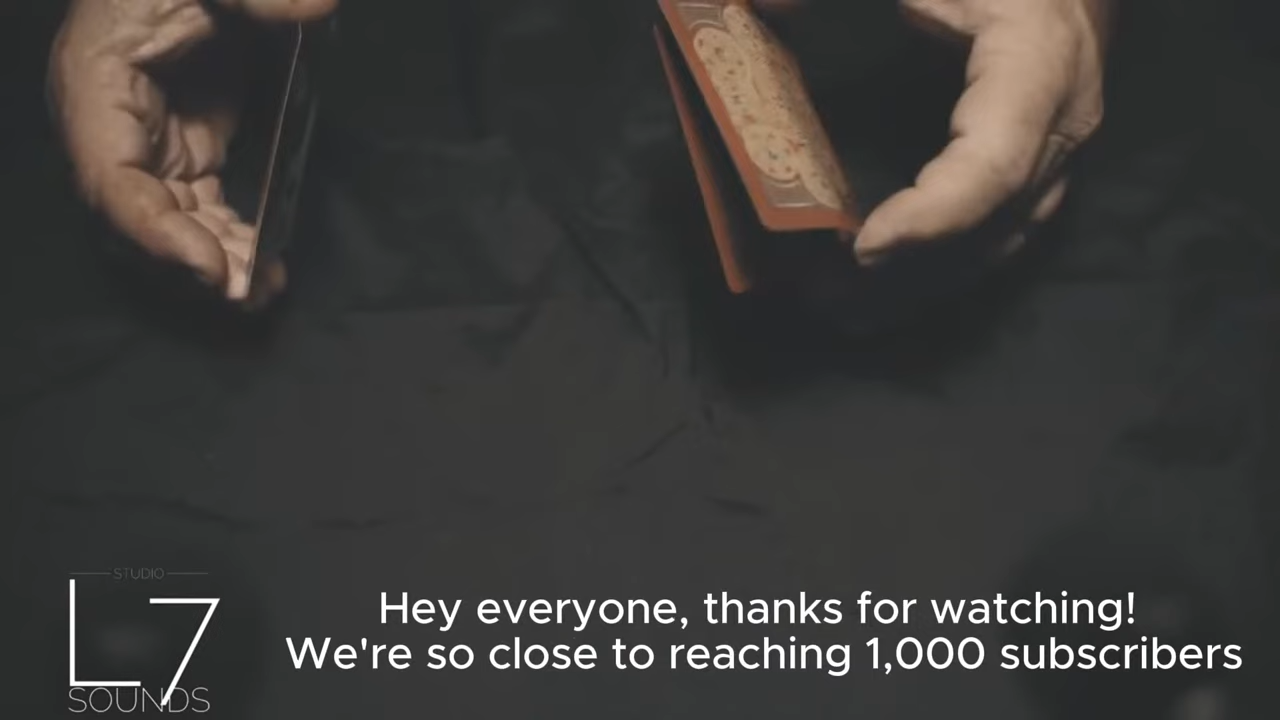 STUDIO
L7
SOUNDS
Hey everyone, thanks for watching!
We're so close to reaching 1,000 subscribers